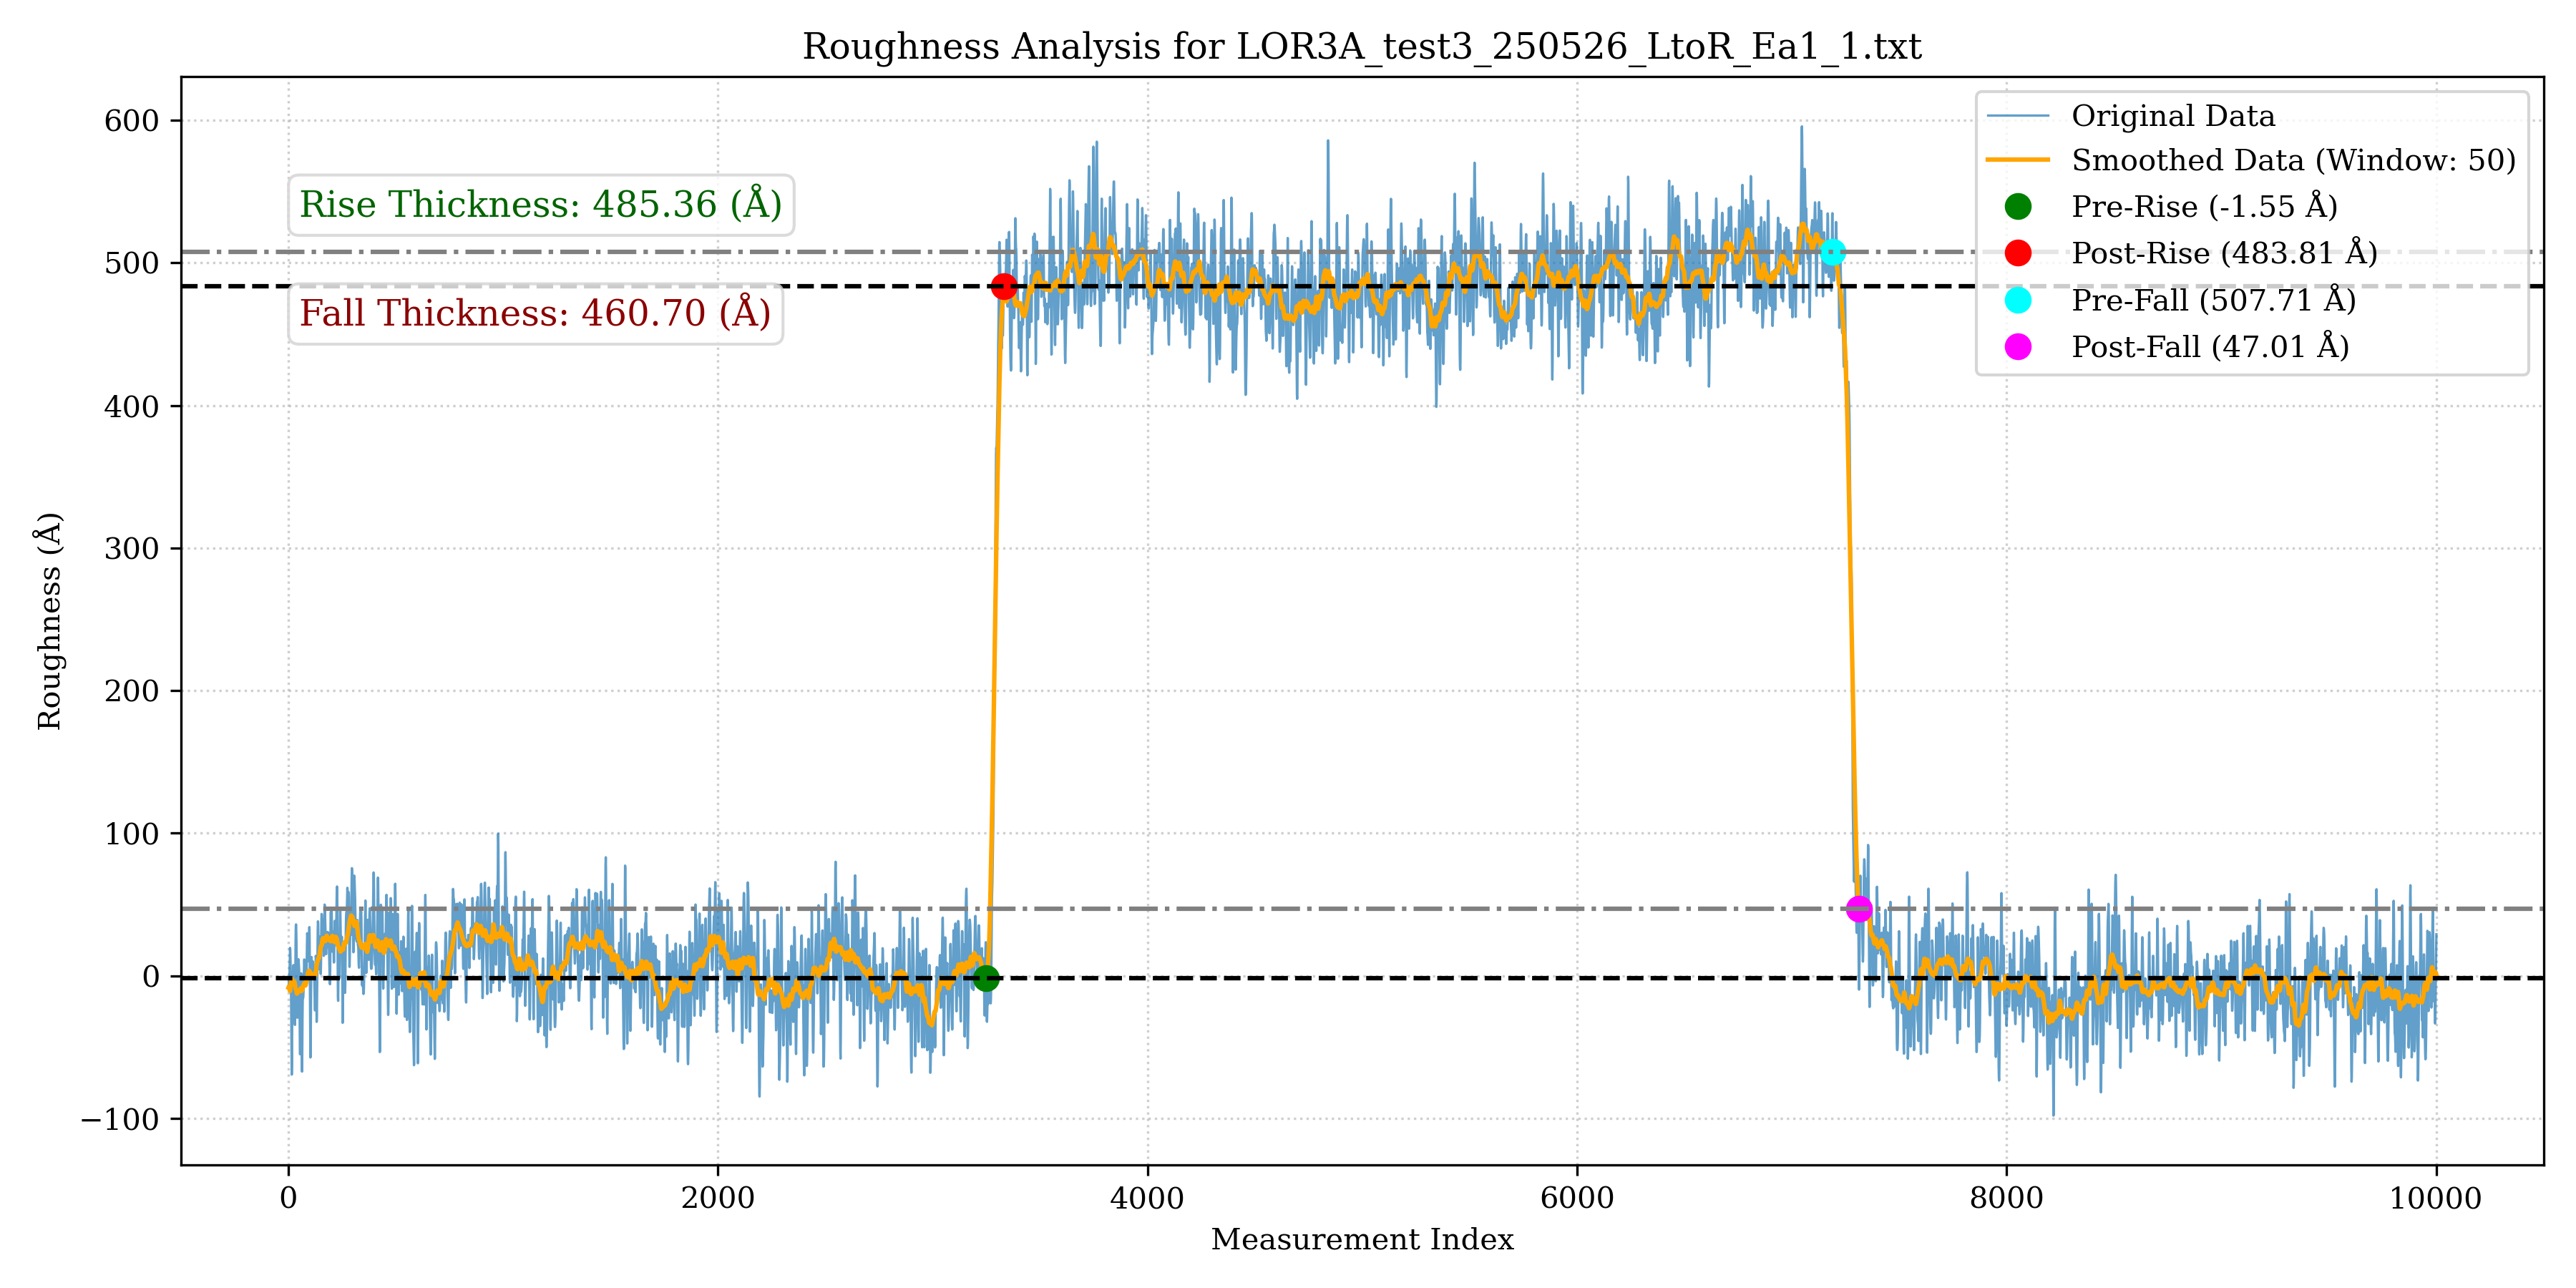 Roughness Analysis for LOR3A_test3_250526_LtoR_Ea1_1.txt
Original Data
Smoothed Data (Window: 50)
Pre-Rise (-1.55 Å)
Post-Rise (483.81 Å)
Pre-Fall (507.71 Å)
Post-Fall (47.01 Å)
Rise Thickness: 485.36 (Å)
Fall Thickness: 460.70 (Å)
Roughness (Å)
600
500
400
300
200
100
0
−100
0 2000 4000 6000 8000 10000
Measurement Index